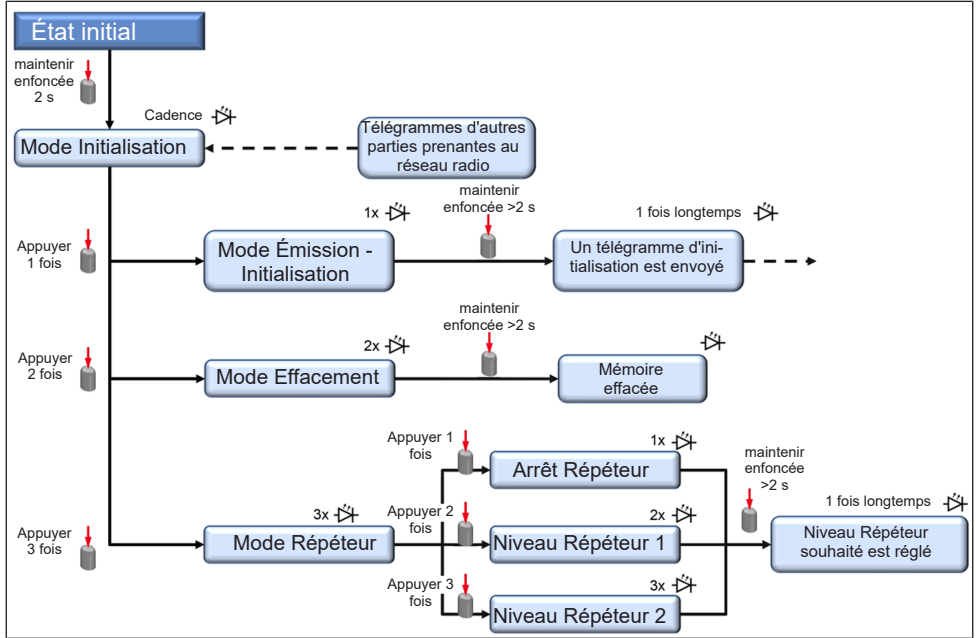 État initial
maintenir
enfoncée
2 s
Cadence
Mode Initialisation
Télégrammes d'autres
parties prenantes au
réseau radio
Appuyer
1 fois
1x
Mode Émission -
Initialisation
maintenir
enfoncée >2 s
1 fois longtemps
Un télégramme d'ini-
tialisation est envoyé
Appuyer
2 fois
2x
Mode Effacement
maintenir
enfoncée >2 s
Mémoire
effacée
Appuyer
3 fois
3x
Mode Répéteur
Appuyer 1
fois
1x
Arrêt Répéteur
Appuyer 2
fois
2x
Niveau Répéteur 1
Appuyer 3
fois
3x
Niveau Répéteur 2
maintenir
enfoncée
>2 s
1 fois longtemps
Niveau Répéteur
souhaité est réglé